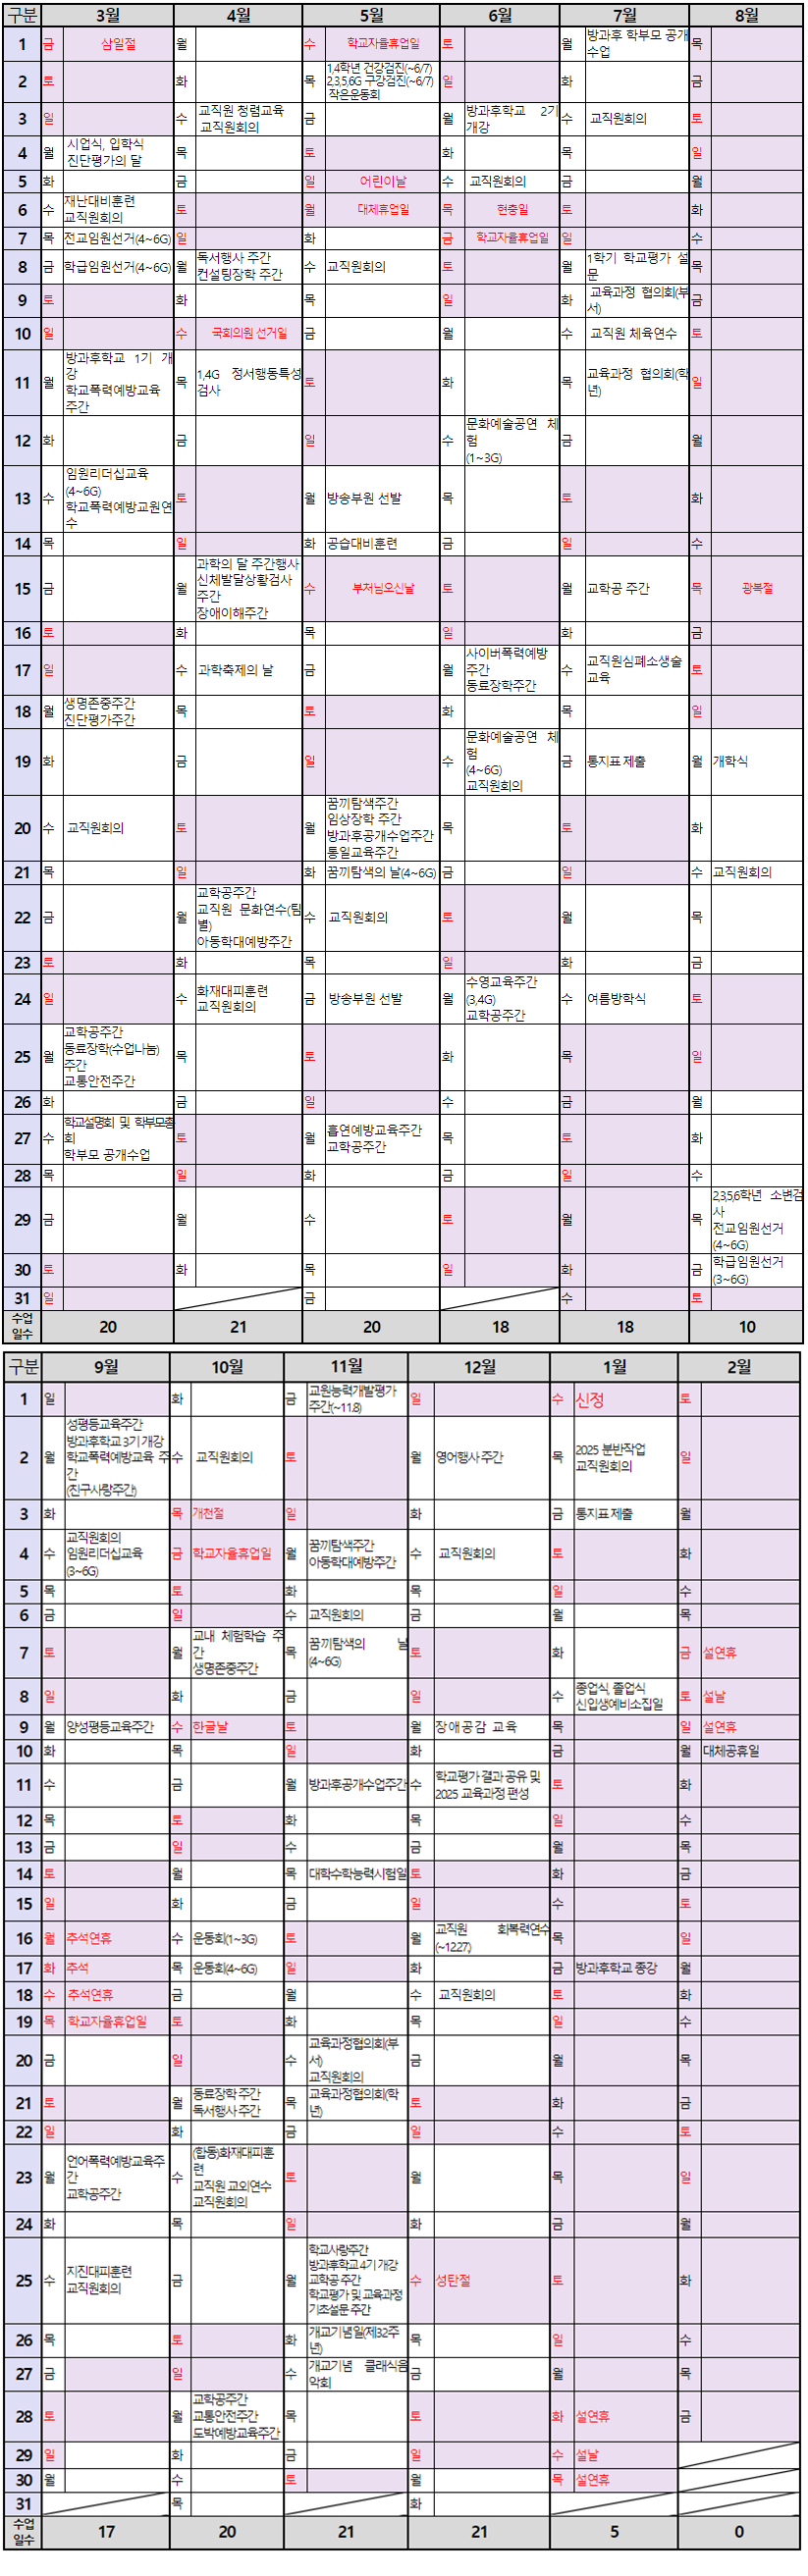 구분 3월 4월 5월 6월 7월 8월
1 금 삼일절 월 수 학교자율휴업일 토 월 방과후 학부모 공개수업 목
2 토 화 목 1,4학년 건강검진(~6/7) 2,3,5,6G 구강검진(~6/7) 작은운동회 일 화 금
3 일 수 교직원 청렴교육 교직원회의 금 월 방과후학교 2기 개강 수 교직원회의 토
4 월 시업식, 입학식 진단평가의 달 목 토 화 목 일
5 화 금 일 어린이날 수 교직원회의 금 월
6 수 재난대비훈련 교직원회의 토 월 대체휴업일 목 현충일 토 화
7 목 전교임원선거(4~6G) 일 화 금 학교자율휴업일 일 수
8 금 학급임원선거(4~6G) 월 독서행사 주간 컨설팅장학 주간 수 교직원회의 토 월 1학기 학교평가 설문 목
9 토 화 목 일 화 교육과정 협의회(부서) 금
10 일 수 국회의원 선거일 금 월 수 교직원 체육연수 토
11 월 방과후학교 1기 개강 학교폭력예방교육 주간 목 1,4G 정서행동특성검사 토 화 목 교육과정 협의회(학년) 일
12 화 금 일 수 문화예술공연 체험 (1~3G) 금 월
13 수 임원리더십교육 (4~6G) 학교폭력예방교원연수 토 월 방송부원 선발 목 토 화
14 목 일 화 공습대비훈련 금 일 수
15 금 월 과학의 달 주간행사 신체발달상황검사 주간 장애이해주간 수 부처님오신날 토 월 교학공 주간 목 광복절
16 토 화 목 일 화 금
17 일 수 과학축제의 날 금 월 사이버폭력예방 주간 동료장학주간 수 교직원심폐소생술 교육 토
18 월 생명존중주간 진단평가주간 목 토 화 목 일
19 화 금 일 수 문화예술공연 체험 (4~6G) 교직원회의 금 통지표 제출 월 개학식
20 수 교직원회의 토 월 꿈끼탐색주간 임상장학 주간 방과후공개수업주간 통일교육주간 목 토 화
21 목 일 화 꿈끼탐색의 날(4~6G) 금 일 수 교직원회의
22 금 월 교학공주간 교직원 문화연수(팀별) 아동학대예방주간 수 교직원회의 토 월 목
23 토 화 목 일 화 금
24 일 수 화재대피훈련 교직원회의 금 방송부원 선발 월 수영교육주간 (3,4G) 교학공주간 수 여름방학식 토
25 월 교학공주간 동료장학(수업나눔) 주간 교통안전주간 목 토 화 목 일
26 화 금 일 수 금 월
27 수 학교설명회 및 학부모총회 학부모 공개수업 토 월 흡연예방교육주간 교학공주간 목 토 화
28 목 일 화 금 일 수
29 금 월 수 토 월 목 2,3,5,6학년 소변검사 전교임원선거 (4~6G)
30 토 화 목 일 화 금 학급임원선거 (3~6G)
31 일 금 수 토
수업일수 20 21 20 18 18 10
구분 9월 10월 11월 12월 1월 2월
1 일 화 금 교원능력개발평가 주간(~11.8) 일 수 신정 토
2 월 성평등교육주간 방과후학교 3기 개강 학교폭력예방교육 주간 (친구사랑주간) 수 교직원회의 토 월 영어행사 주간 목 2025 분반작업 교직원회의 일
3 화 목 개천절 일 화 금 통지표 제출 월
4 수 교직원회의 임원리더십교육 (3~6G) 금 학교자율휴업일 월 꿈끼탐색주간 아동학대예방주간 수 교직원회의 토 화
5 목 토 화 목 일 수
6 금 일 수 교직원회의 금 월 목
7 토 월 교내 체험학습 주간 생명존중주간 목 꿈끼탐색의 날 (4~6G) 토 화 금 설연휴
8 일 화 금 일 수 종업식, 졸업식 신입생예비소집일 토 설날
9 월 양성평등교육주간 수 한글날 토 월 장애공감 교육 목 일 설연휴
10 화 목 일 화 금 월 대체공휴일
11 수 금 월 방과후공개수업주간 수 학교평가 결과 공유 및 2025 교육과정 편성 토 화
12 목 토 화 목 일 수
13 금 일 수 금 월 목
14 토 월 목 대학수학능력시험일 토 화 금
15 일 화 금 일 수 토
16 월 추석연휴 수 운동회(1~3G) 토 월 교직원 회복력연수 (~12.27.) 목 일
17 화 추석 목 운동회(4~6G) 일 화 금 방과후학교 종강 월
18 수 추석연휴 금 월 수 교직원회의 토 화
19 목 학교자율휴업일 토 화 목 일 수
20 금 일 수 교육과정협의회(부서) 교직원회의 금 월 목
21 토 월 동료장학 주간 독서행사 주간 목 교육과정협의회(학년) 토 화 금
22 일 화 금 일 수 토
23 월 언어폭력예방교육주간 교학공주간 수 (합동)화재대피훈련 교직원 교외연수 교직원회의 토 월 목 일
24 화 목 일 화 금 월
25 수 지진대피훈련 교직원회의 금 월 학교사랑주간 방과후학교 4기 개강 교학공 주간 학교평가 및 교육과정 기초설문 주간 수 성탄절 토 화
26 목 토 화 개교기념일(제32주년) 목 일 수
27 금 일 수 개교기념 클래식음악회 금 월 목
28 토 월 교학공주간 교통안전주간 도박예방교육주간 목 토 화 설연휴 금
29 일 화 금 일 수 설날
30 월 수 토 월 목 설연휴
31 목 화
수업일수 17 20 21 21 5 0